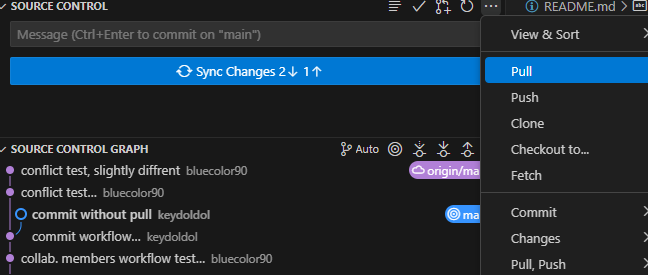 SOURCE CONTROL
README.md
Message (Ctrl+Enter to commit on "main")
Sync Changes 2↓ 1↑
SOURCE CONTROL GRAPH
Auto
conflict test, slightly diffrent bluecolor90
origin/ma
conflict test... bluecolor90
commit without pull keydoldol
ma
commit workflow... keydoldol
collab. members workflow test... bluecolor90
View & Sort
Pull
Push
Clone
Checkout to...
Fetch
Commit
Changes
Pull, Push